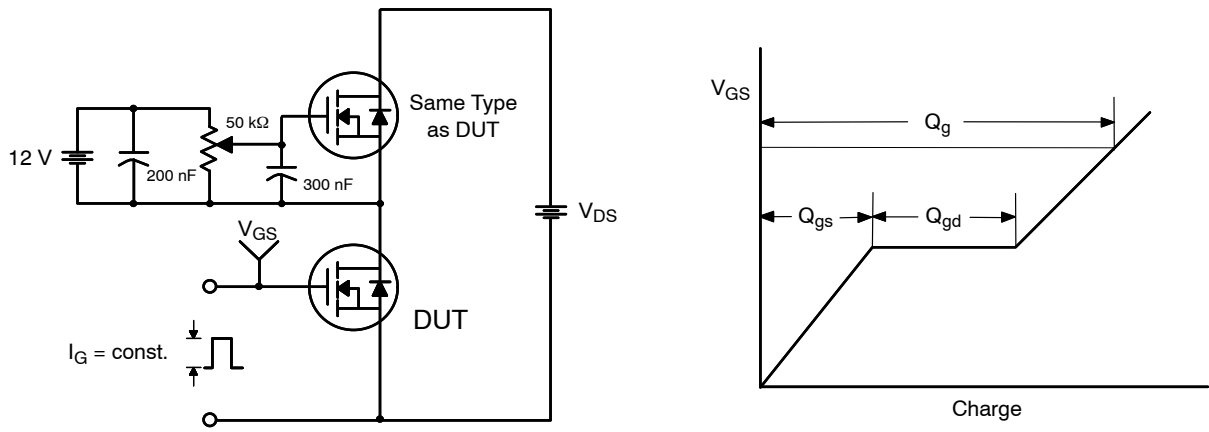 12 V
200 nF
50 kΩ
300 nF
Same Type
as DUT
V_DS
V_GS
DUT
I_G = const.
V_GS
Q_g
Q_gs
Q_gd
Charge